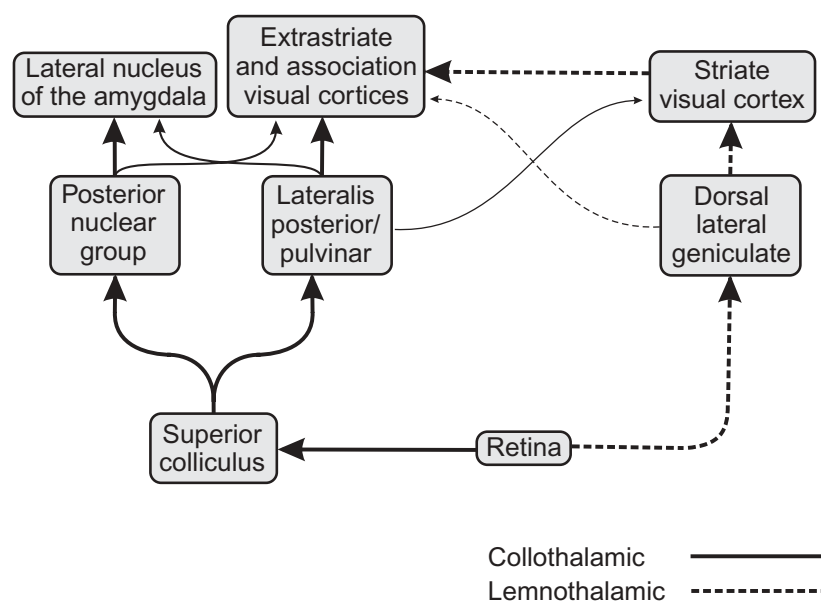 Lateral nucleus
of the amygdala
Extrastriate
and association
visual cortices
Striate
visual cortex
Posterior
nuclear
group
Lateralis
posterior/
pulvinar
Dorsal
lateral
geniculate
Superior
colliculus
Retina
Collothalamic
Lemnothalamic